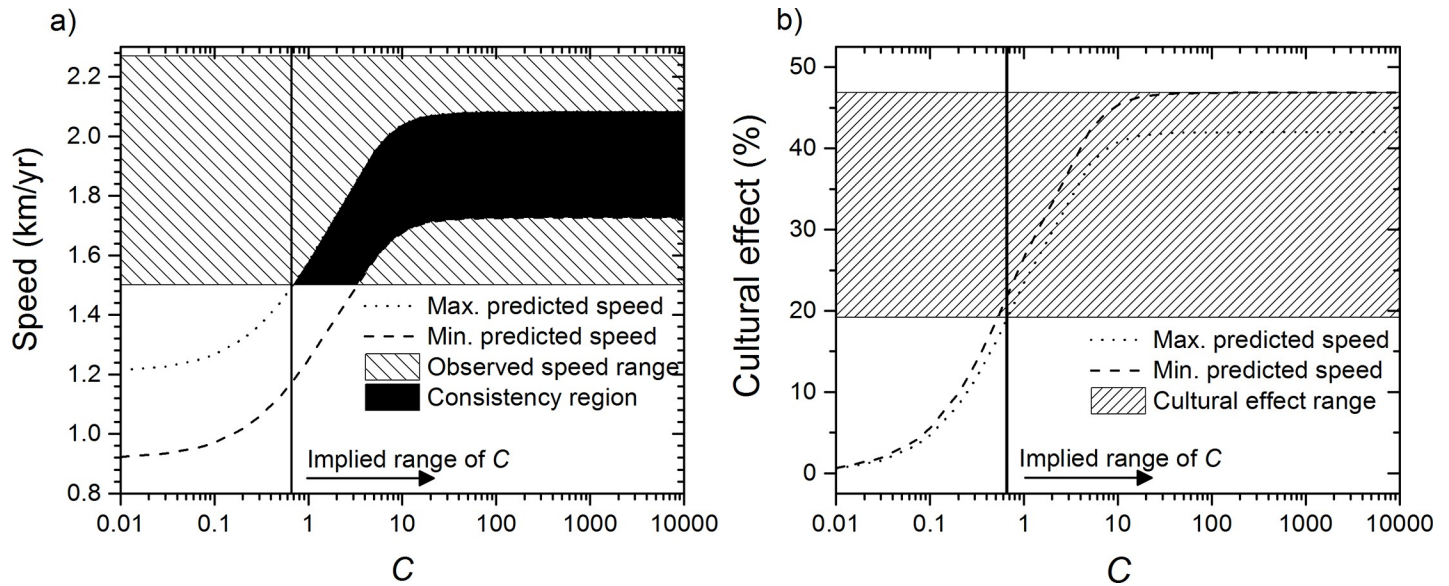 a)
Speed (km/yr)
2.2
2.0
1.8
1.6
1.4
1.2
1.0
0.8
Max. predicted speed
Min. predicted speed
Observed speed range
Consistency region
Implied range of C
0.01 0.1 1 10 100 1000 10000
C
b)
Cultural effect (%)
50
40
30
20
10
0
Max. predicted speed
Min. predicted speed
Cultural effect range
Implied range of C
0.01 0.1 1 10 100 1000 10000
C